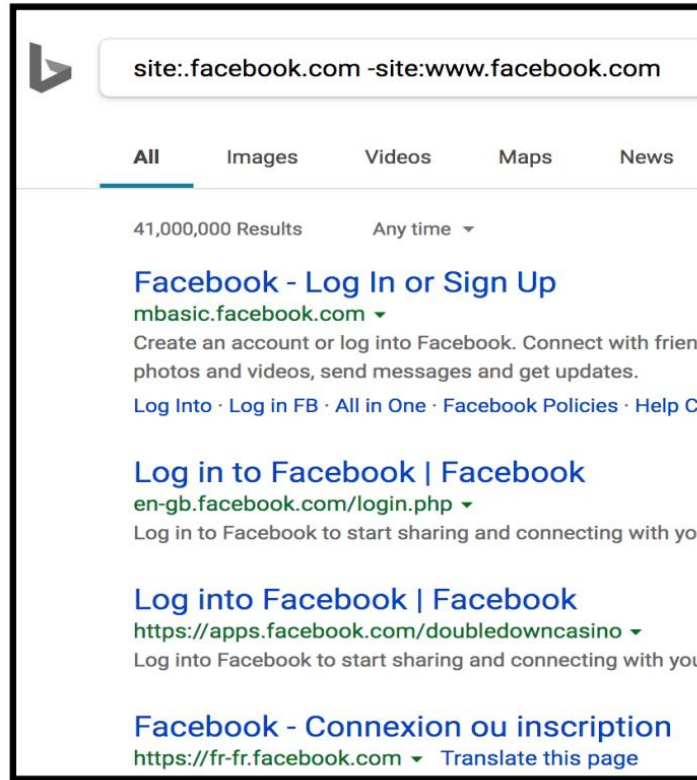 site:.facebook.com -site:www.facebook.com
All Images Videos Maps News
41,000,000 Results Any time
Facebook - Log In or Sign Up
mbasic.facebook.com
Create an account or log into Facebook. Connect with frien
photos and videos, send messages and get updates.
Log Into · Log in FB · All in One · Facebook Policies · Help C
Log in to Facebook | Facebook
en-gb.facebook.com/login.php
Log in to Facebook to start sharing and connecting with yo
Log into Facebook | Facebook
https://apps.facebook.com/doubledowncasino
Log into Facebook to start sharing and connecting with you
Facebook - Connexion ou inscription
https://fr-fr.facebook.com Translate this page